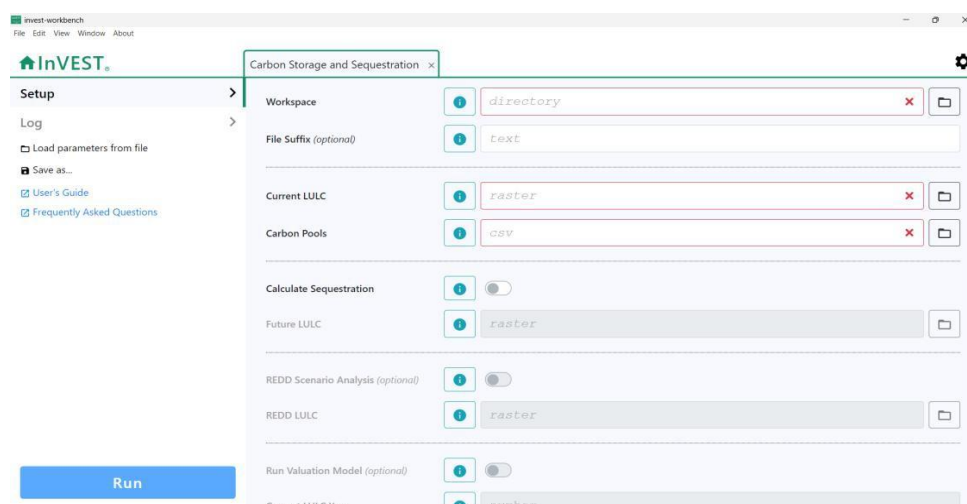 invest-workbench
File Edit View Window About
InVEST®
Carbon Storage and Sequestration ×
Setup
Log
Load parameters from file
Save as...
User's Guide
Frequently Asked Questions
Workspace directory
File Suffix (optional) text
Current LULC raster
Carbon Pools csv
Calculate Sequestration
Future LULC raster
REDD Scenario Analysis (optional)
REDD LULC raster
Run Valuation Model (optional)
Run